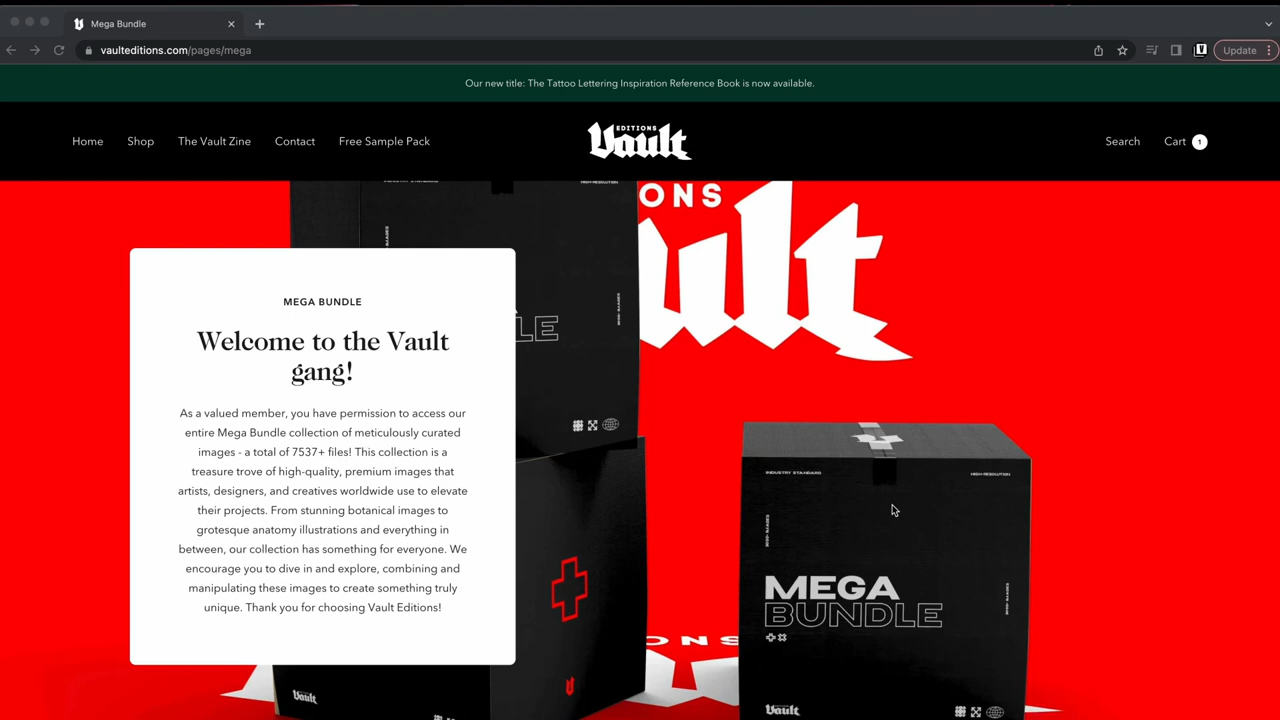 Mega Bundle
vaulteditions.com/pages/mega
Update
Our new title: The Tattoo Lettering Inspiration Reference Book is now available.
Home Shop The Vault Zine Contact Free Sample Pack
EDITIONS
Vault
Search Cart 1
HIGH-RESOLUTION
ONS
ult
LE
MEGA BUNDLE
Welcome to the Vault
gang!
As a valued member, you have permission to access our
entire Mega Bundle collection of meticulously curated
images - a total of 7537+ files! This collection is a
treasure trove of high-quality, premium images that
artists, designers, and creatives worldwide use to elevate
their projects. From stunning botanical images to
grotesque anatomy illustrations and everything in
between, our collection has something for everyone. We
encourage you to dive in and explore, combining and
manipulating these images to create something truly
unique. Thank you for choosing Vault Editions!
INDUSTRY STANDARD
HIGH-RESOLUTION
MEGA
BUNDLE
ONS
Vault
Vault